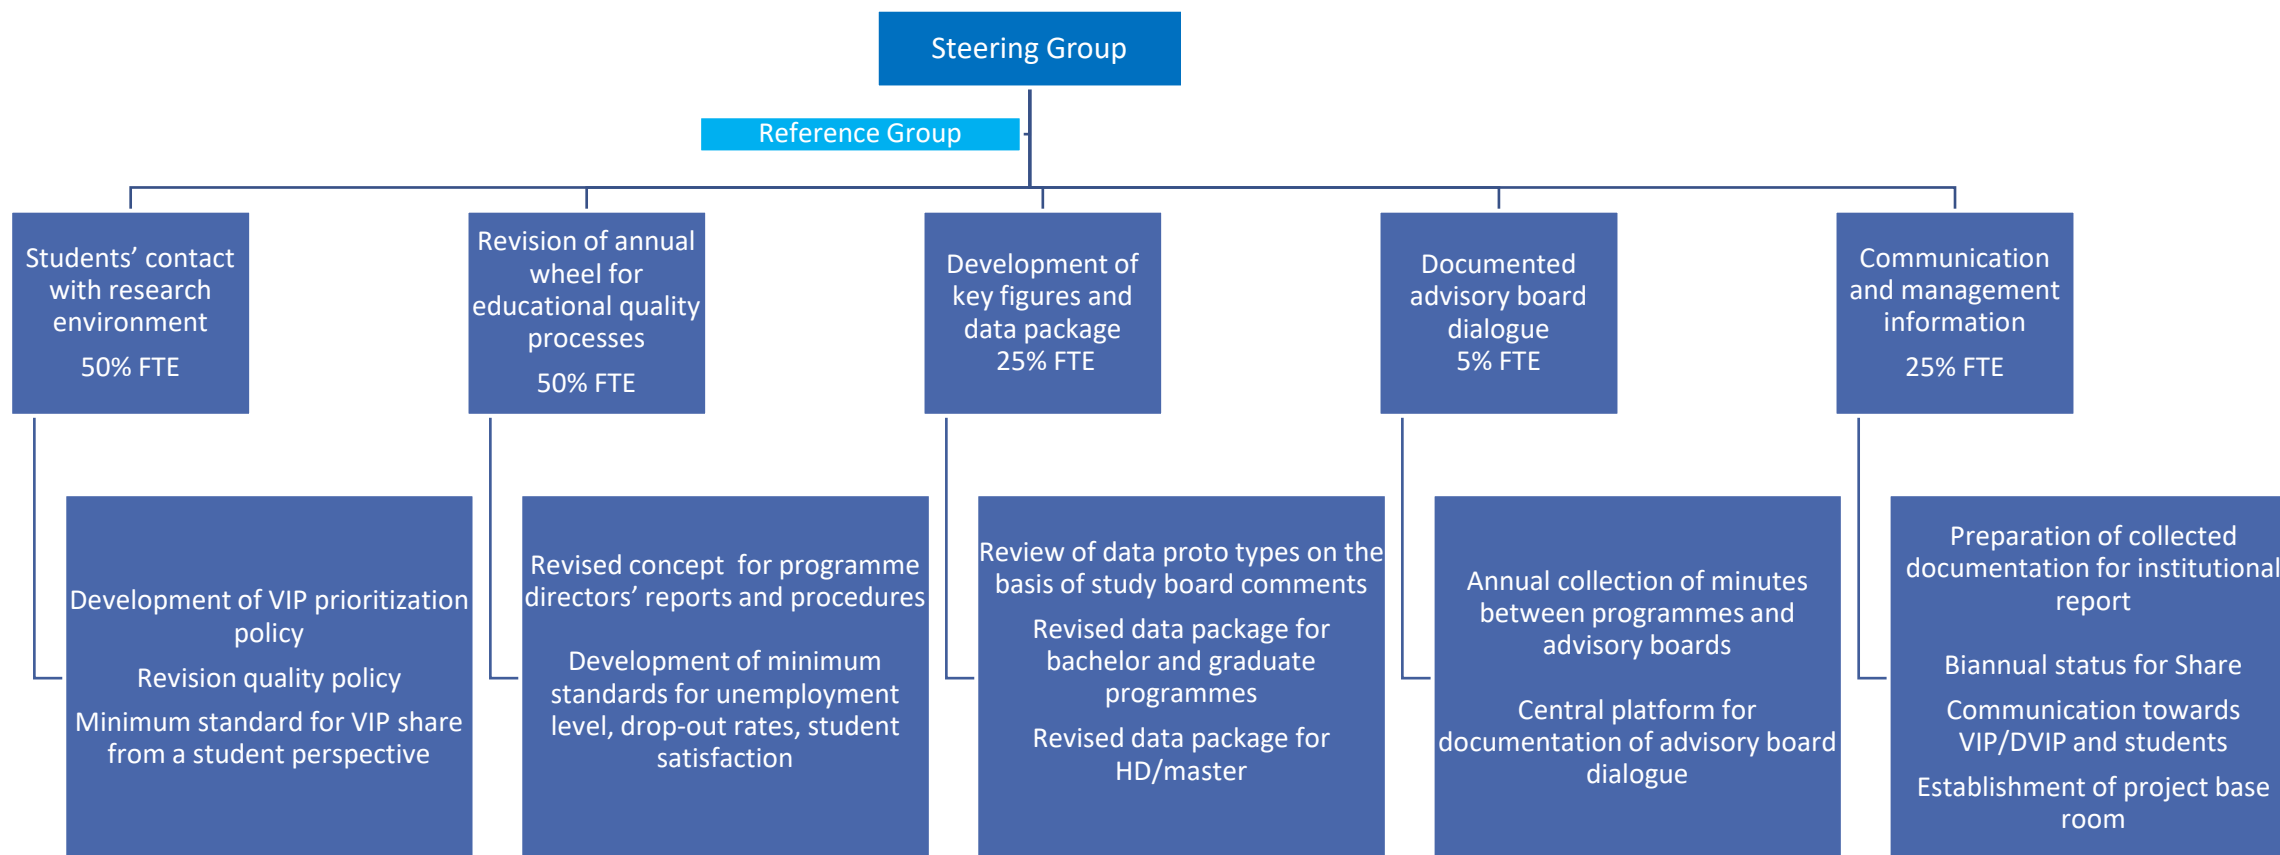 Steering Group
Reference Group
Students’ contact
with research
environment
50% FTE
Revision of annual
wheel for
educational quality
processes
50% FTE
Development of
key figures and
data package
25% FTE
Documented
advisory board
dialogue
5% FTE
Communication
and management
information
25% FTE
Development of VIP prioritization
policy
Revision quality policy
Minimum standard for VIP share
from a student perspective
Revised concept for programme
directors’ reports and procedures
Development of minimum
standards for unemployment
level, drop-out rates, student
satisfaction
Review of data proto types on the
basis of study board comments
Revised data package for
bachelor and graduate
programmes
Revised data package for
HD/master
Annual collection of minutes
between programmes and
advisory boards
Central platform for
documentation of advisory board
dialogue
Preparation of collected
documentation for institutional
report
Biannual status for Share
Communication towards
VIP/DVIP and students
Establishment of project base
room